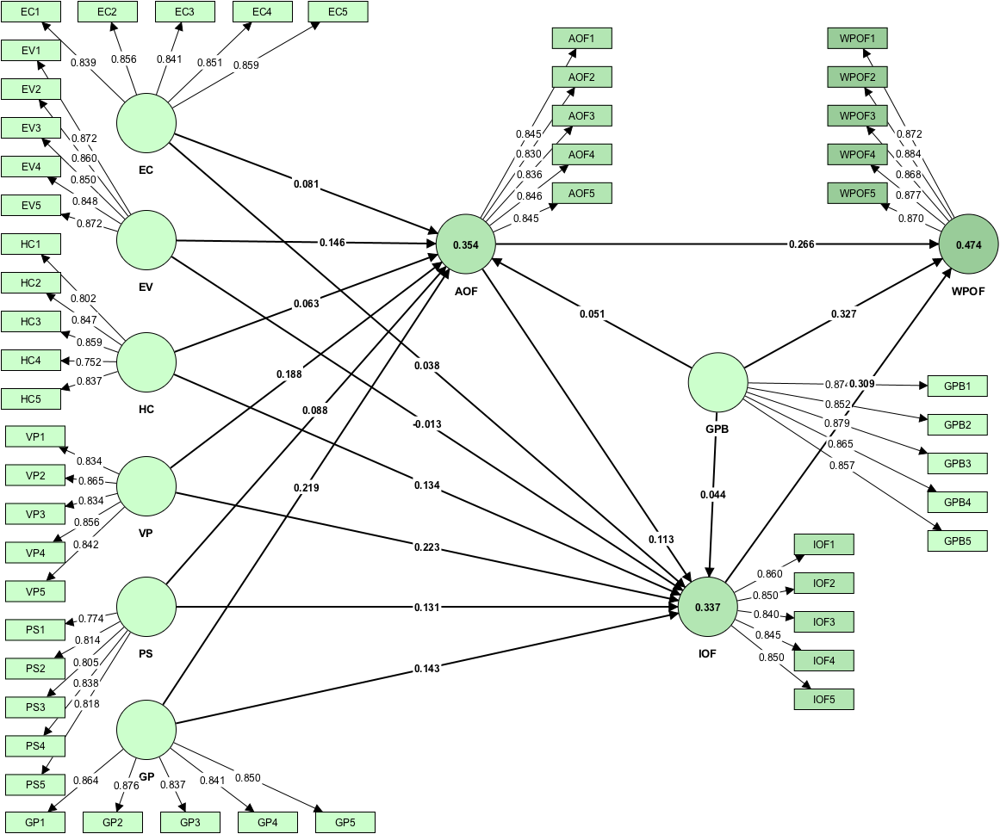 EC1 EC2 EC3 EC4 EC5
0.839 0.856 0.841 0.851 0.859
EC
EV1
EV2
EV3
EV4
EV5
0.872
0.860
0.850
0.848
0.872
EV
HC1
HC2
HC3
HC4
HC5
0.802
0.847
0.859
0.752
0.837
HC
VP1
VP2
VP3
VP4
VP5
0.834
0.865
0.834
0.856
0.842
VP
PS1
PS2
PS3
PS4
PS5
0.774
0.814
0.805
0.838
0.818
PS
GP
0.864 0.876 0.837 0.841 0.850
GP1 GP2 GP3 GP4 GP5
0.081
0.146
0.063
0.188
0.088
0.219
0.038
-0.013
0.134
0.223
0.131
0.143
AOF1
AOF2
AOF3
AOF4
AOF5
0.845
0.830
0.836
0.846
0.845
0.354
AOF
0.266
0.051
0.113
0.327
0.309
0.044
WPOF1
WPOF2
WPOF3
WPOF4
WPOF5
0.872
0.884
0.868
0.877
0.870
0.474
WPOF
GPB
0.874
0.852
0.879
0.865
0.857
GPB1
GPB2
GPB3
GPB4
GPB5
0.337
IOF
0.860
0.850
0.840
0.845
0.850
IOF1
IOF2
IOF3
IOF4
IOF5